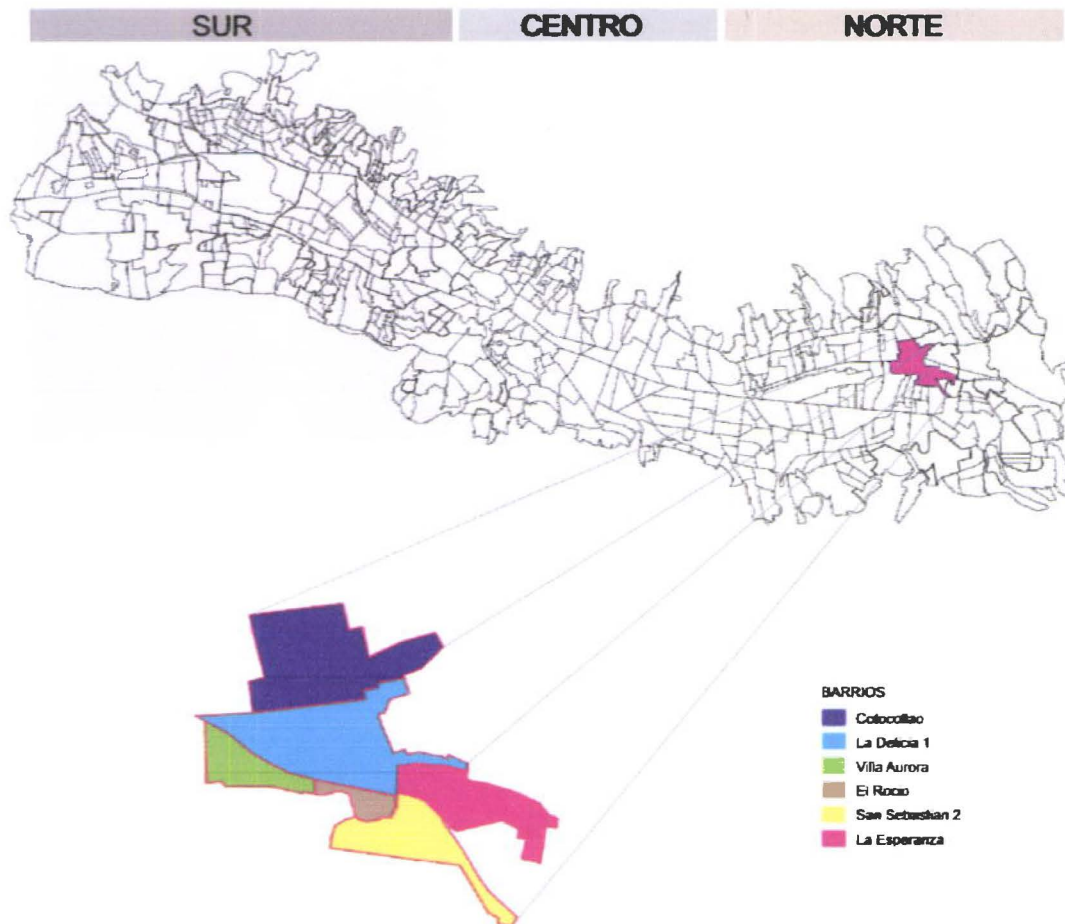 SUR
CENTRO
NORTE
BARRIOS
Cotocollao
La Delicia 1
Villa Aurora
El Rocio
San Sebastian 2
La Esperanza